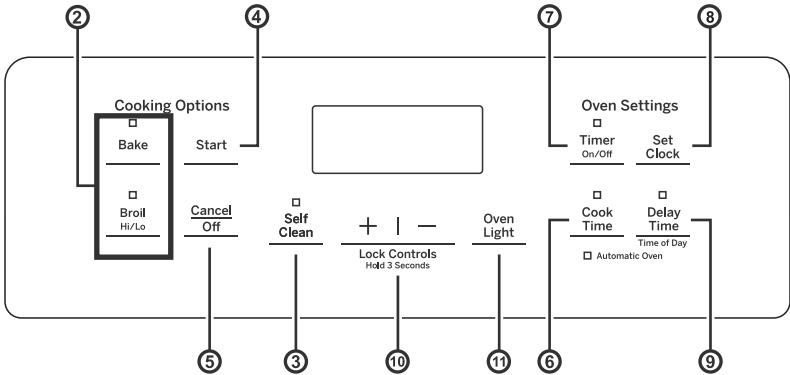 2
4
7
8
Cooking Options
Oven Settings
Bake
Start
Timer
On/Off
Set
Clock
Broil
Hi/Lo
Cancel
Off
Self
Clean
+ | −
Lock Controls
Hold 3 Seconds
Oven
Light
Cook
Time
Delay
Time
Time of Day
Automatic Oven
5
3
10
11
6
9